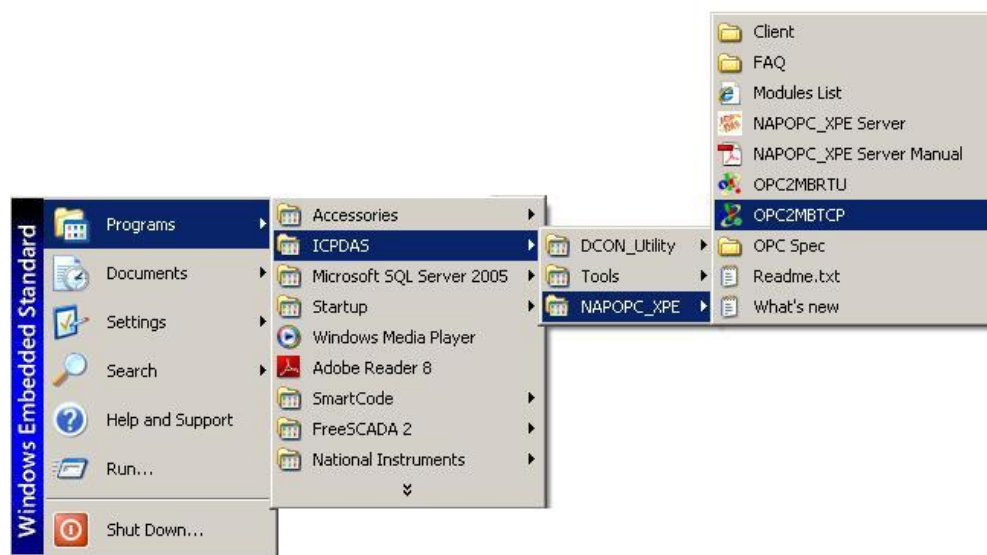 Windows Embedded Standard
Programs
Documents
Settings
Search
Help and Support
Run...
Shut Down...
Accessories
ICPDAS
Microsoft SQL Server 2005
Startup
Windows Media Player
Adobe Reader 8
SmartCode
FreeSCADA 2
National Instruments
DCON_Utility
Tools
NAPOPC_XPE
Client
FAQ
Modules List
NAPOPC_XPE Server
NAPOPC_XPE Server Manual
OPC2MBRTU
OPC2MBTCP
OPC Spec
Readme.txt
What's new